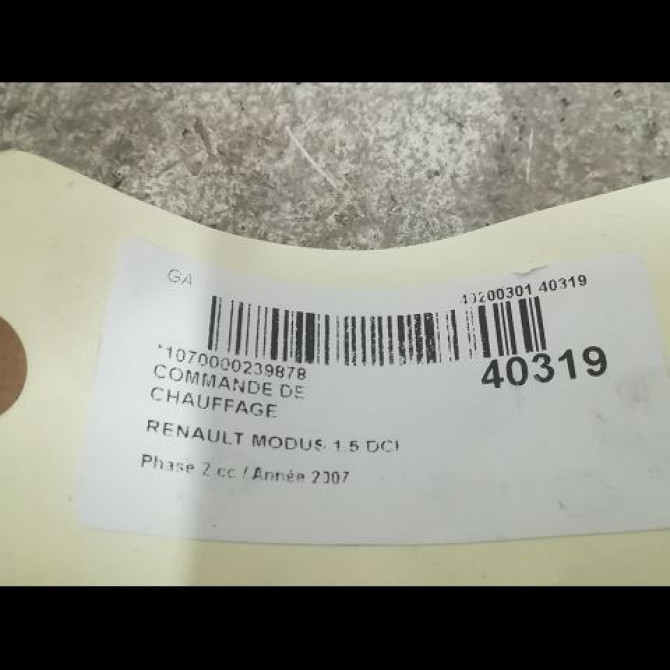 GA
40200301 40319
*1070000239878
40319
COMMANDE DE
CHAUFFAGE
RENAULT MODUS 1.5 DCI
Phase 2 cc / Année 2007